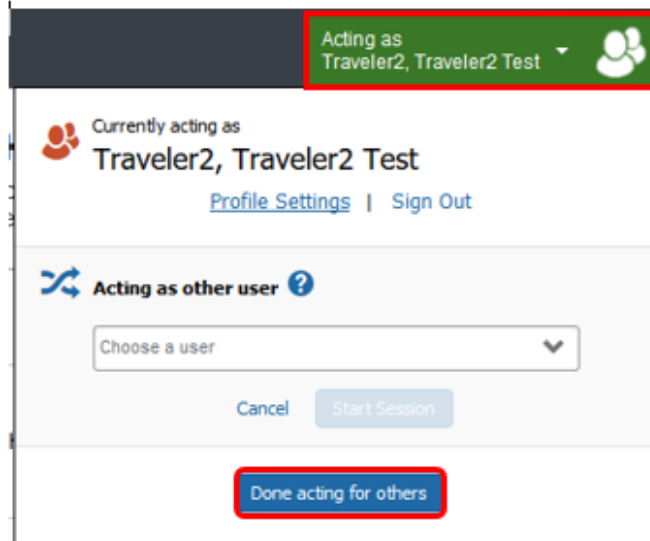 Acting as
Traveler2, Traveler2 Test
Currently acting as
Traveler2, Traveler2 Test
Profile Settings | Sign Out
Acting as other user ?
Choose a user
Cancel Start Session
Done acting for others